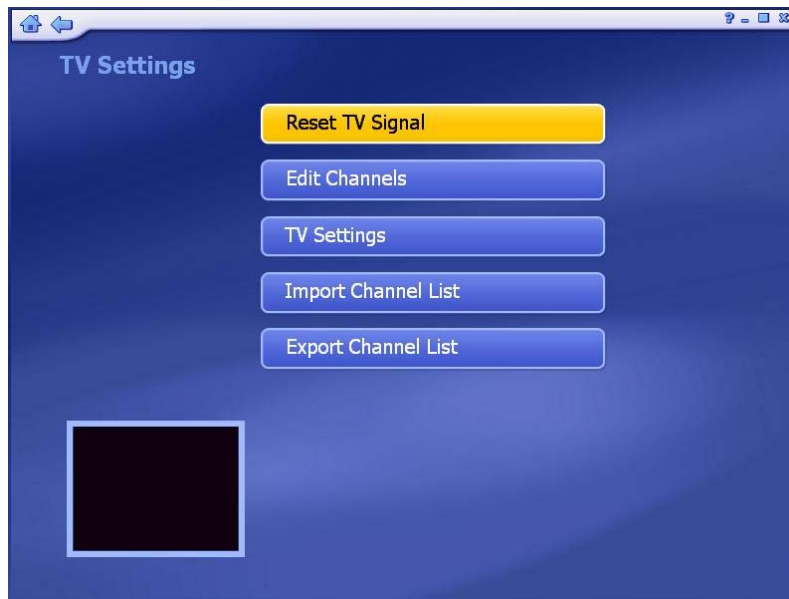 TV Settings
Reset TV Signal
Edit Channels
TV Settings
Import Channel List
Export Channel List